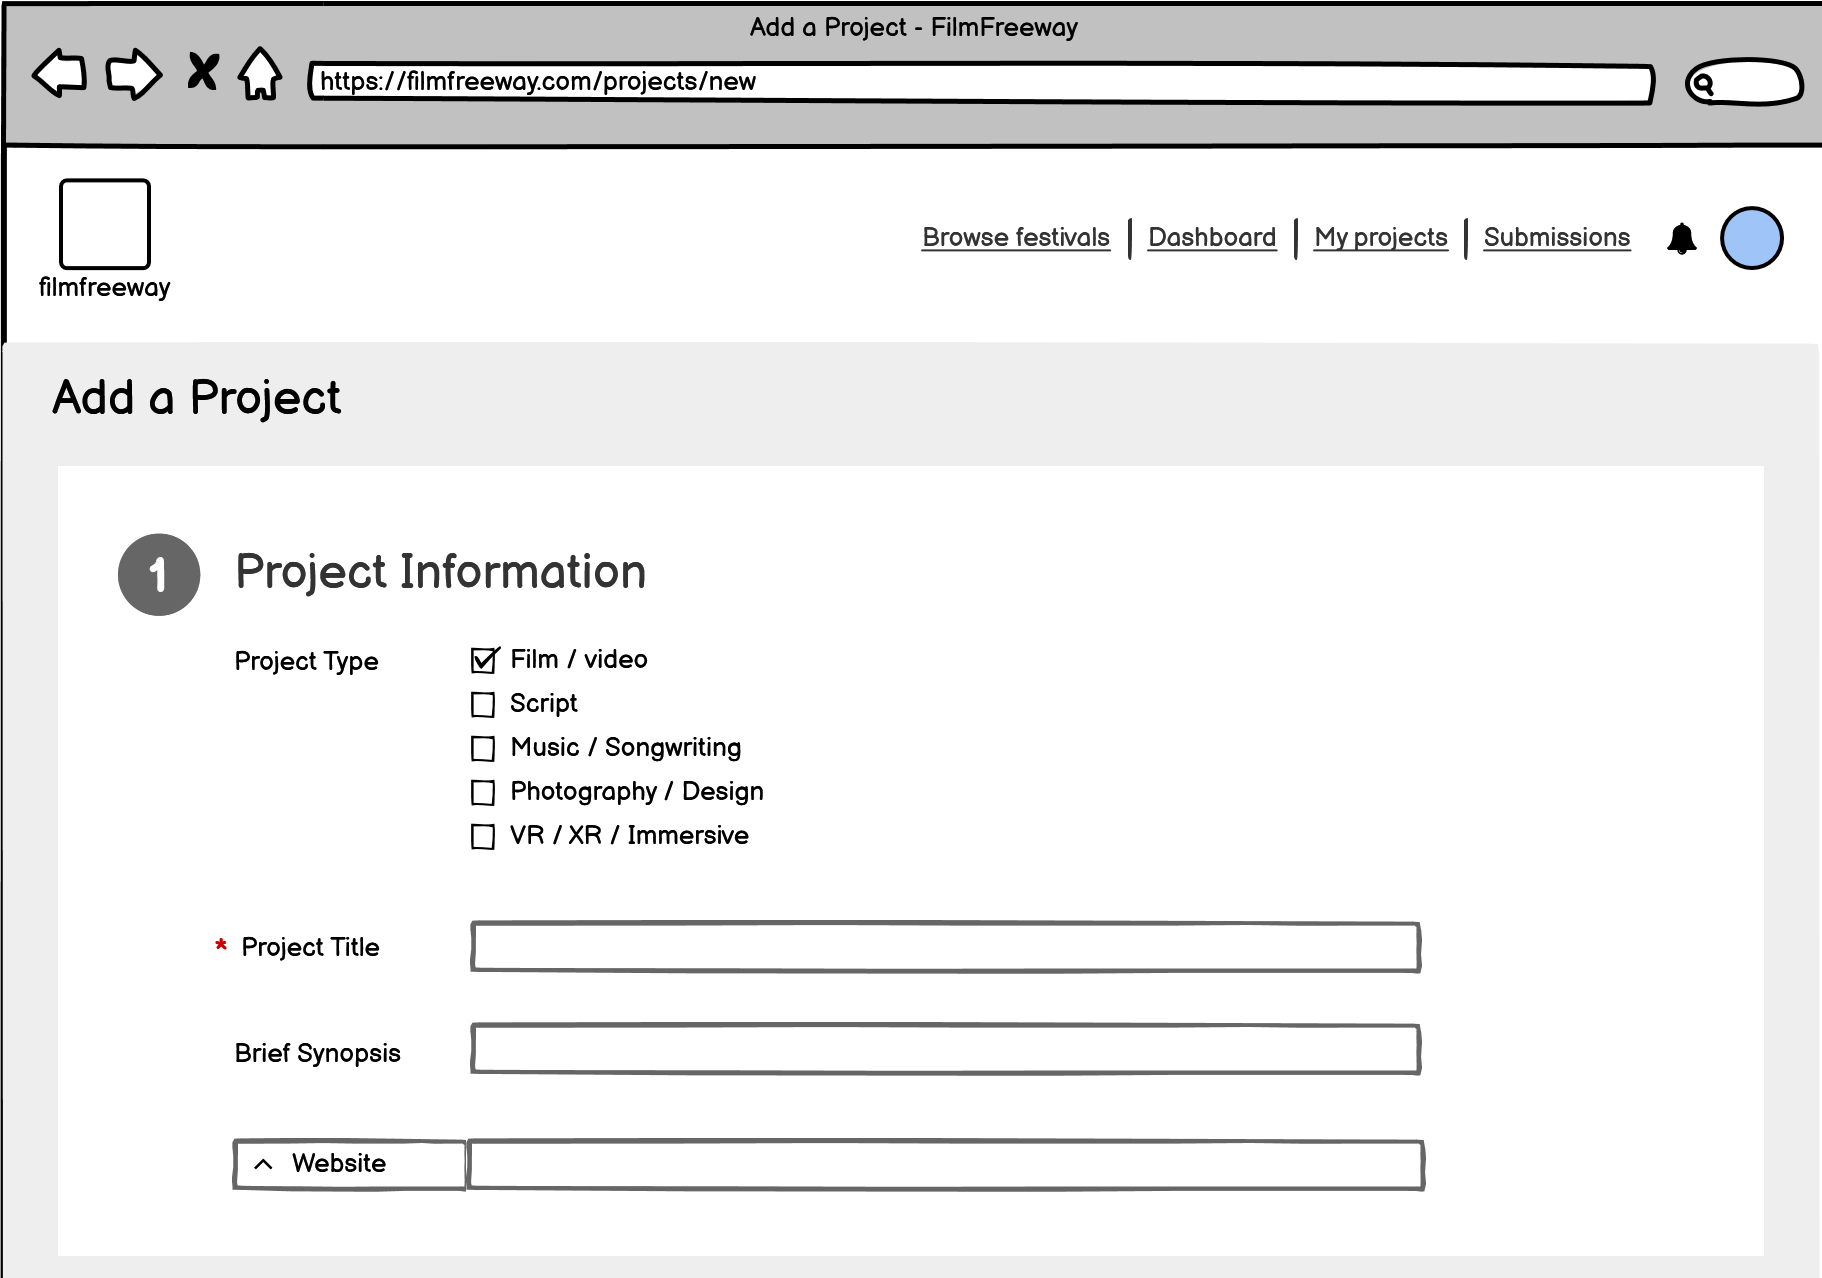 Add a Project - FilmFreeway
https://filmfreeway.com/projects/new
filmfreeway
Browse festivals
Dashboard
My projects
Submissions
Add a Project
1
Project Information
Project Type
Film / video
Script
Music / Songwriting
Photography / Design
VR / XR / Immersive
* Project Title
Brief Synopsis
Website